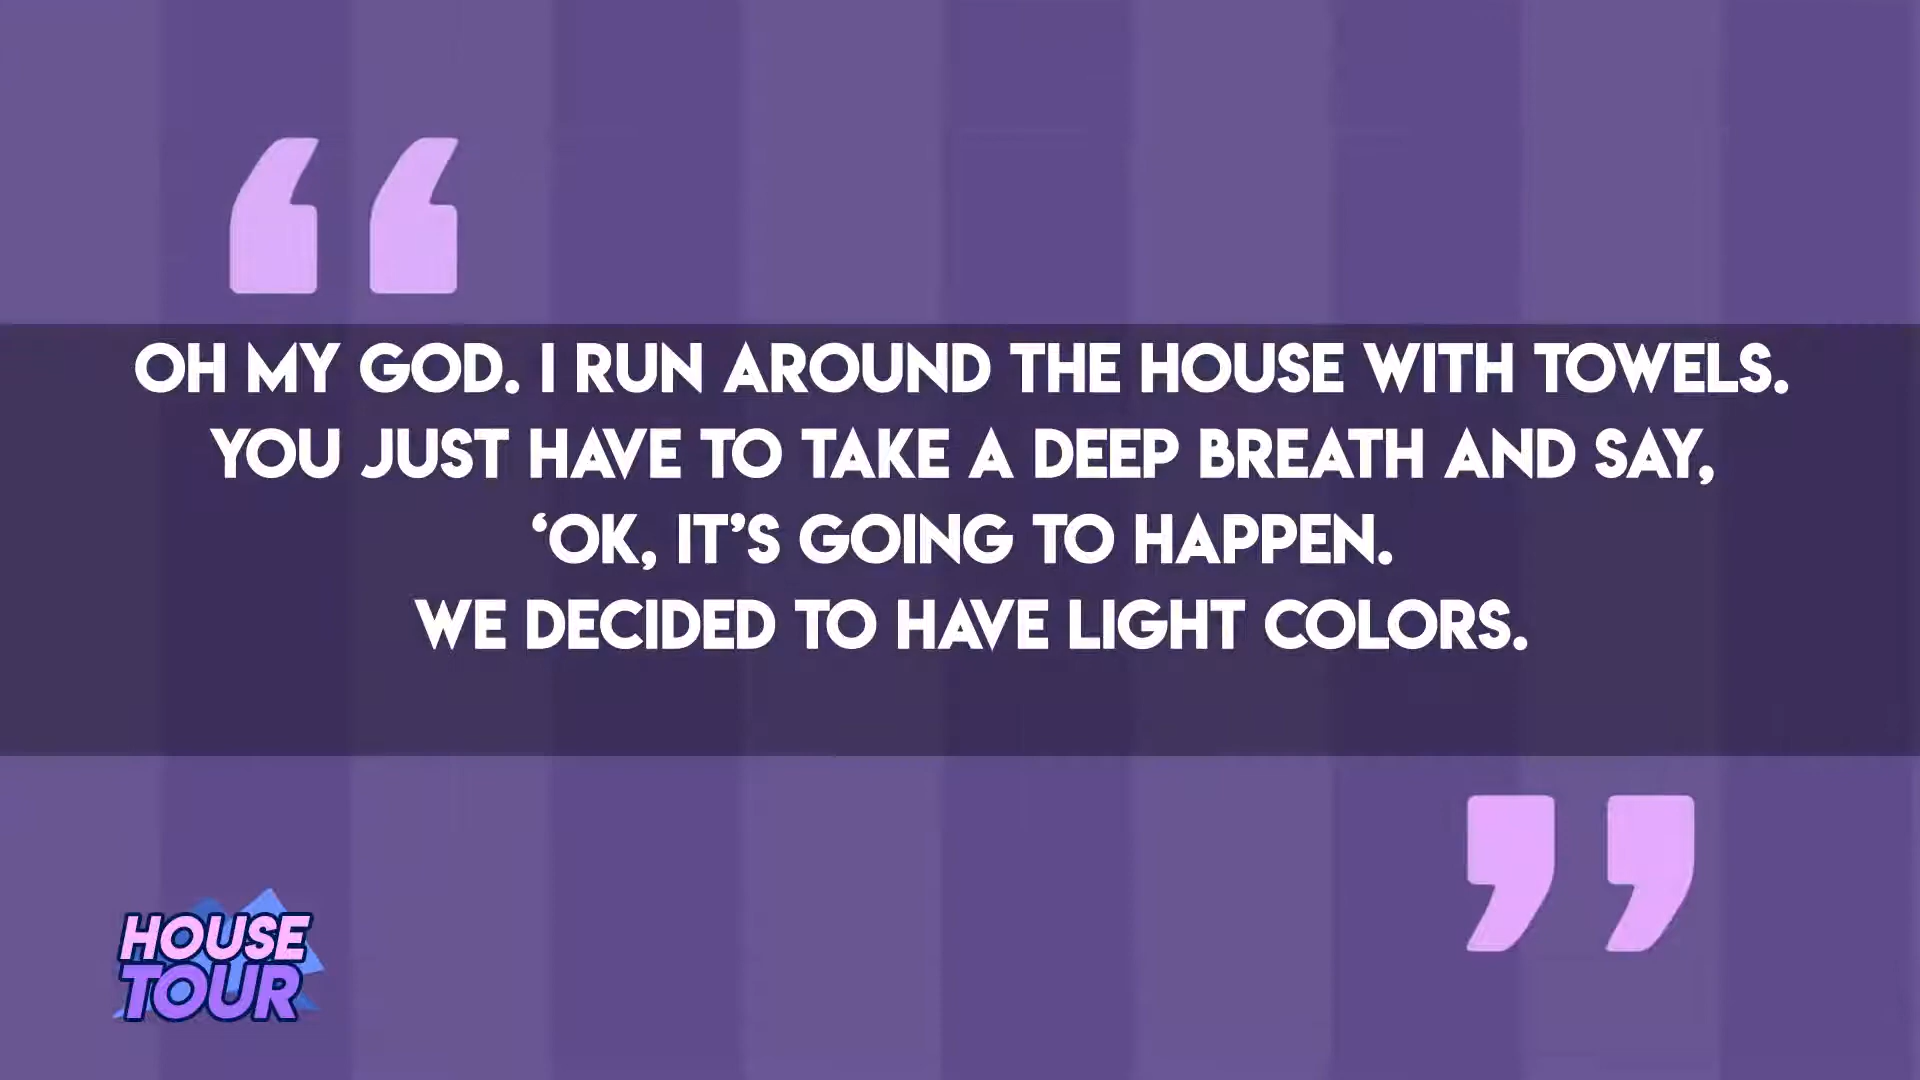 OH MY GOD. I RUN AROUND THE HOUSE WITH TOWELS.
YOU JUST HAVE TO TAKE A DEEP BREATH AND SAY,
‘OK, IT’S GOING TO HAPPEN.
WE DECIDED TO HAVE LIGHT COLORS.
HOUSE
TOUR